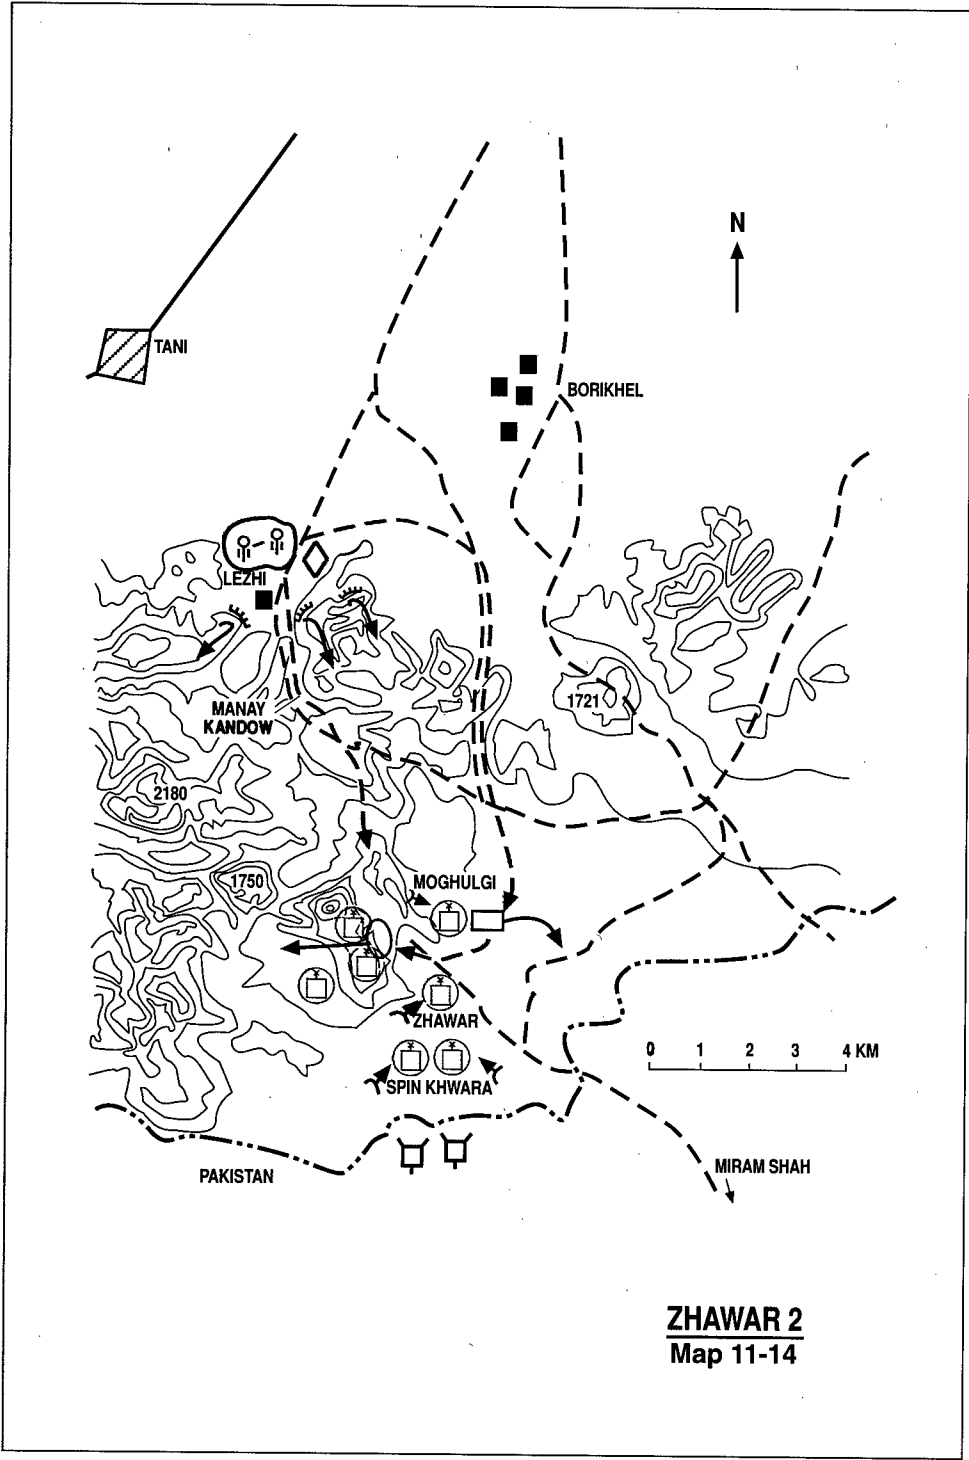 N
TANI
BORIKHEL
LEZHI
MANAY
KANDOW
1721
2180
1750
MOGHULGI
ZHAWAR
SPIN KHWARA
0 1 2 3 4 KM
PAKISTAN
MIRAM SHAH
ZHAWAR 2
Map 11-14